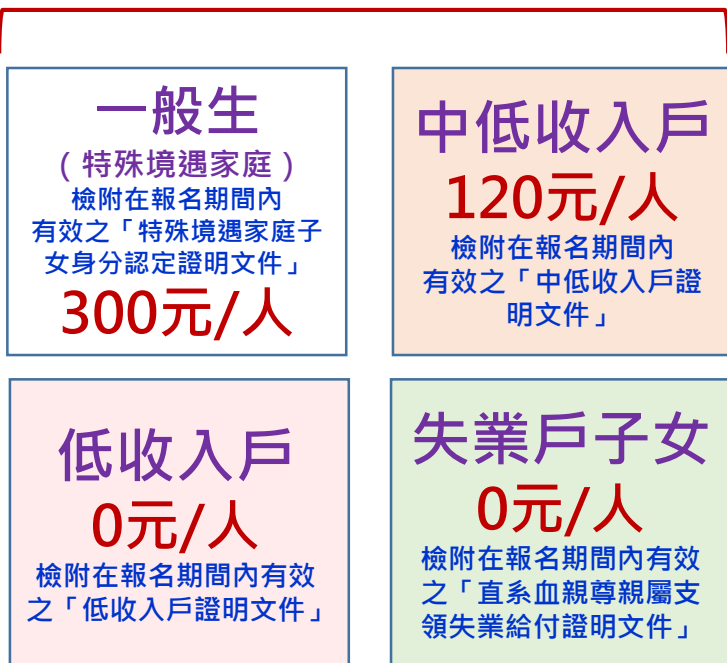 一般生
（特殊境遇家庭）
檢附在報名期間內
有效之「特殊境遇家庭子
女身分認定證明文件」
300元/人
中低收入戶
120元/人
檢附在報名期間內
有效之「中低收入戶證
明文件」
低收入戶
0元/人
檢附在報名期間內有效
之「低收入戶證明文件」
失業戶子女
0元/人
檢附在報名期間內有效
之「直系血親尊親屬支
領失業給付證明文件」